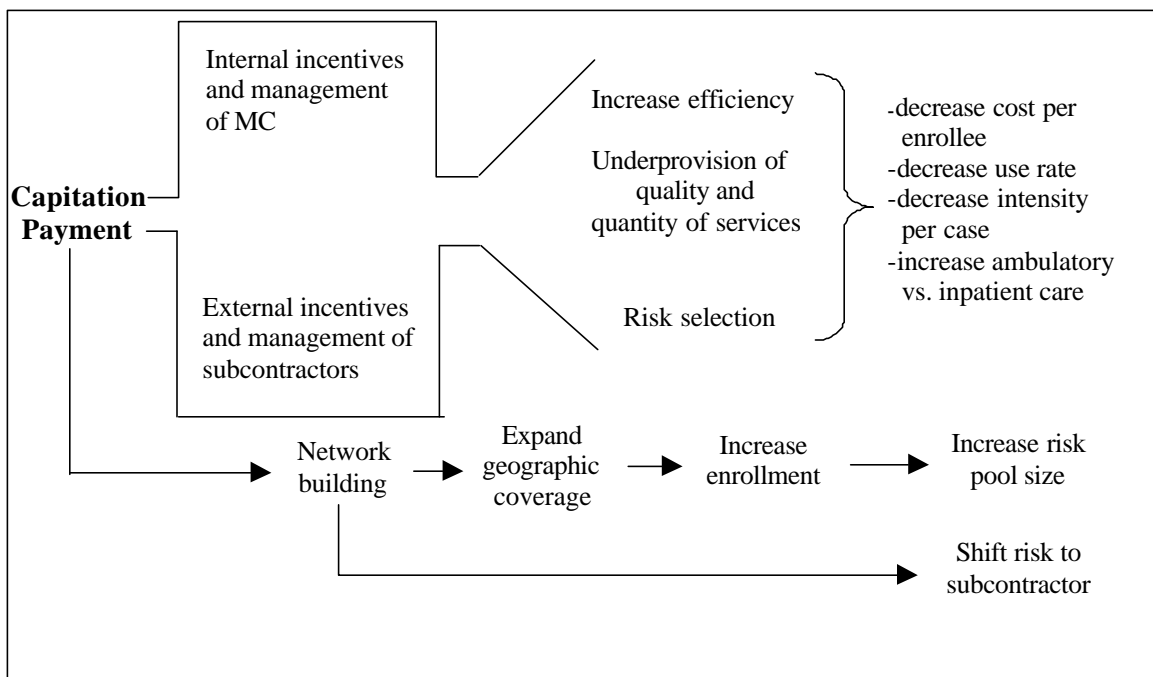 Internal incentives
and management
of MC
Capitation
Payment
External incentives
and management of
subcontractors
Increase efficiency
Underprovision of
quality and
quantity of services
Risk selection
-decrease cost per
enrollee
-decrease use rate
-decrease intensity
per case
-increase ambulatory
vs. inpatient care
Network
building
Expand
geographic
coverage
Increase
enrollment
Increase risk
pool size
Shift risk to
subcontractor